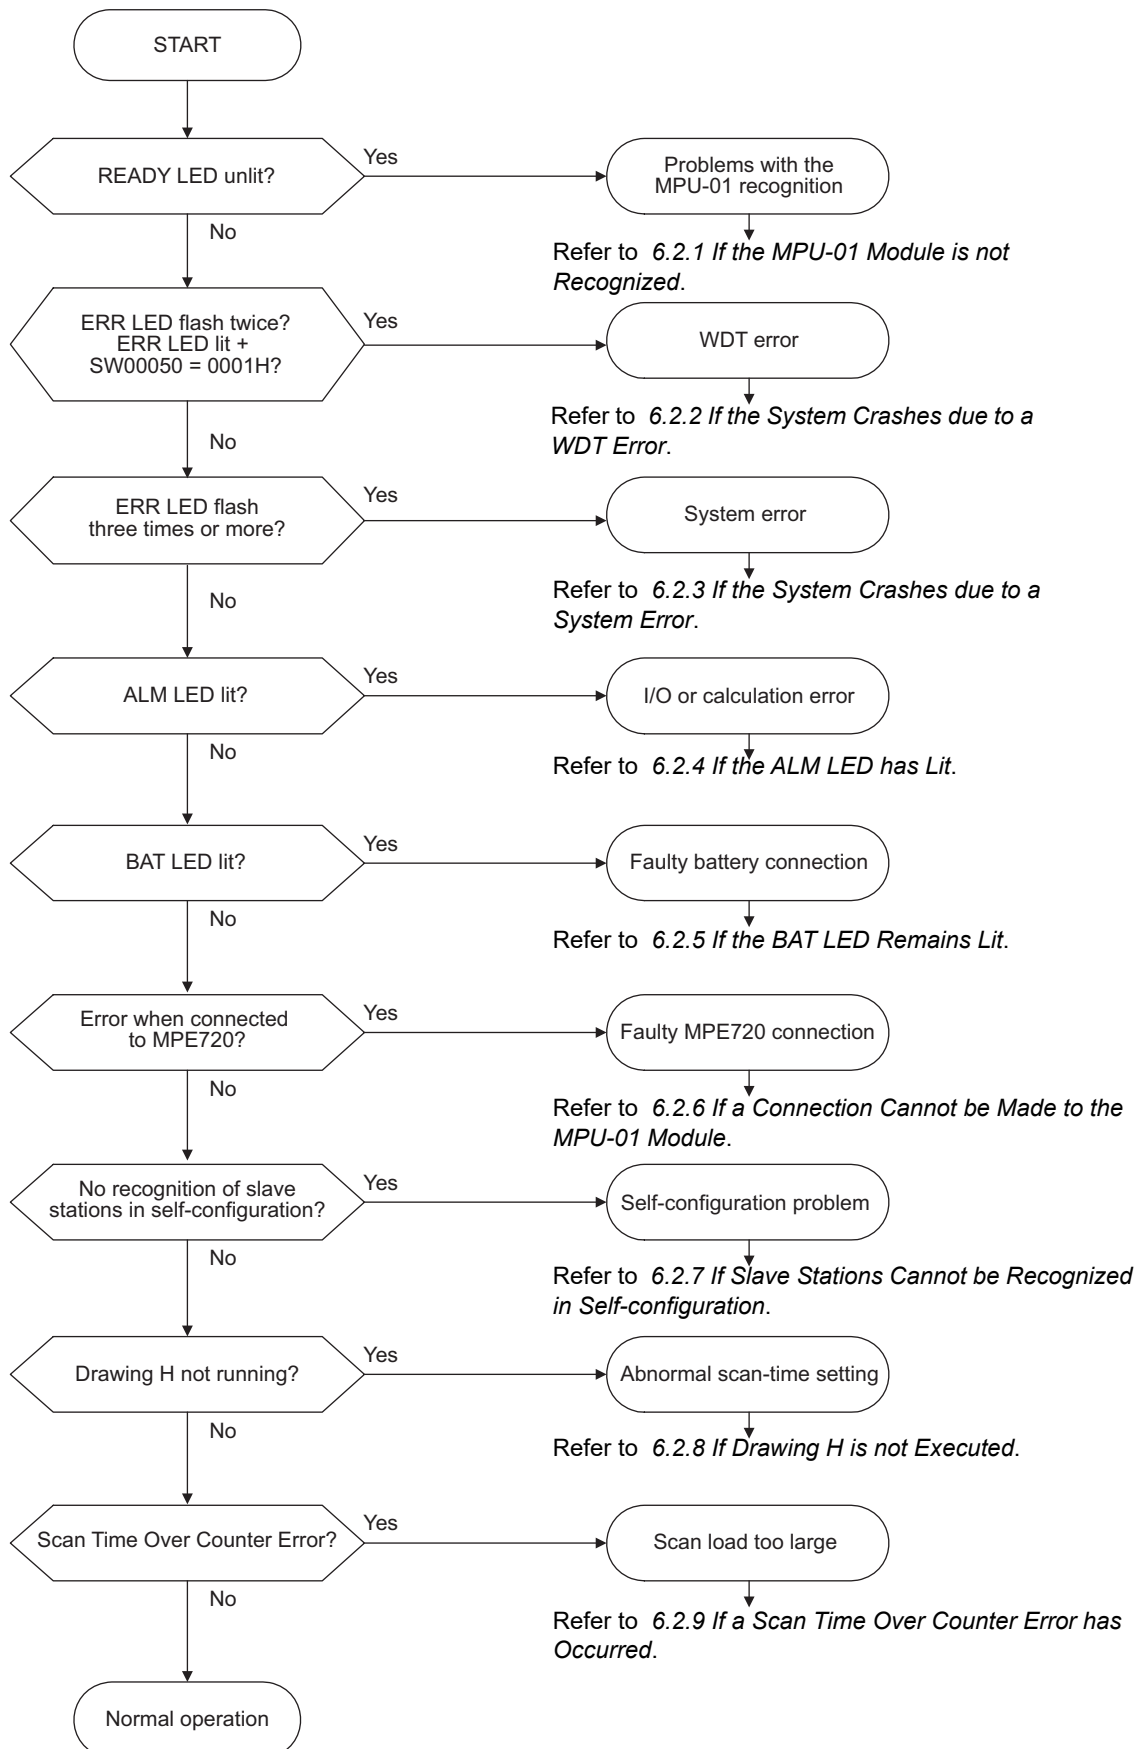 START
READY LED unlit?
Yes
Problems with the
MPU-01 recognition
No
Refer to 6.2.1 If the MPU-01 Module is not
Recognized.
ERR LED flash twice?
ERR LED lit +
SW00050 = 0001H?
Yes
WDT error
Refer to 6.2.2 If the System Crashes due to a
WDT Error.
No
ERR LED flash
three times or more?
Yes
System error
Refer to 6.2.3 If the System Crashes due to a
System Error.
No
ALM LED lit?
Yes
I/O or calculation error
No
Refer to 6.2.4 If the ALM LED has Lit.
BAT LED lit?
Yes
Faulty battery connection
No
Refer to 6.2.5 If the BAT LED Remains Lit.
Error when connected
to MPE720?
Yes
Faulty MPE720 connection
No
Refer to 6.2.6 If a Connection Cannot be Made to the
MPU-01 Module.
No recognition of slave
stations in self-configuration?
Yes
Self-configuration problem
No
Refer to 6.2.7 If Slave Stations Cannot be Recognized
in Self-configuration.
Drawing H not running?
Yes
Abnormal scan-time setting
No
Refer to 6.2.8 If Drawing H is not Executed.
Scan Time Over Counter Error?
Yes
Scan load too large
No
Refer to 6.2.9 If a Scan Time Over Counter Error has
Occurred.
Normal operation